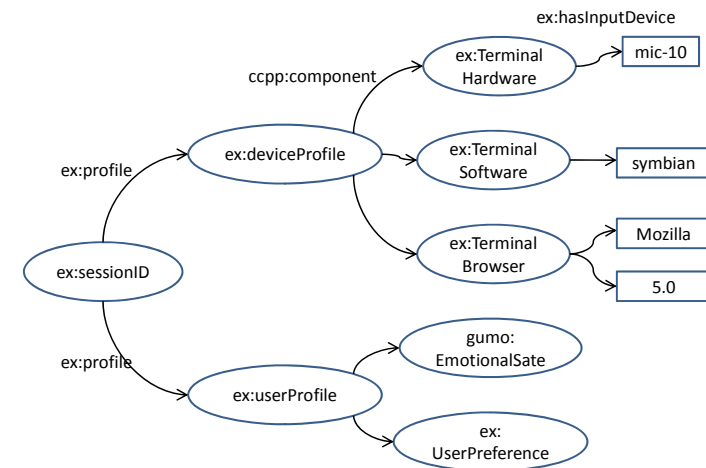 ex:hasInputDevice
ex:Terminal
Hardware
mic-10
ccpp:component
ex:deviceProfile
ex:Terminal
Software
symbian
ex:profile
ex:Terminal
Browser
Mozilla
5.0
ex:sessionID
ex:profile
gumo:
EmotionalSate
ex:userProfile
ex:
UserPreference